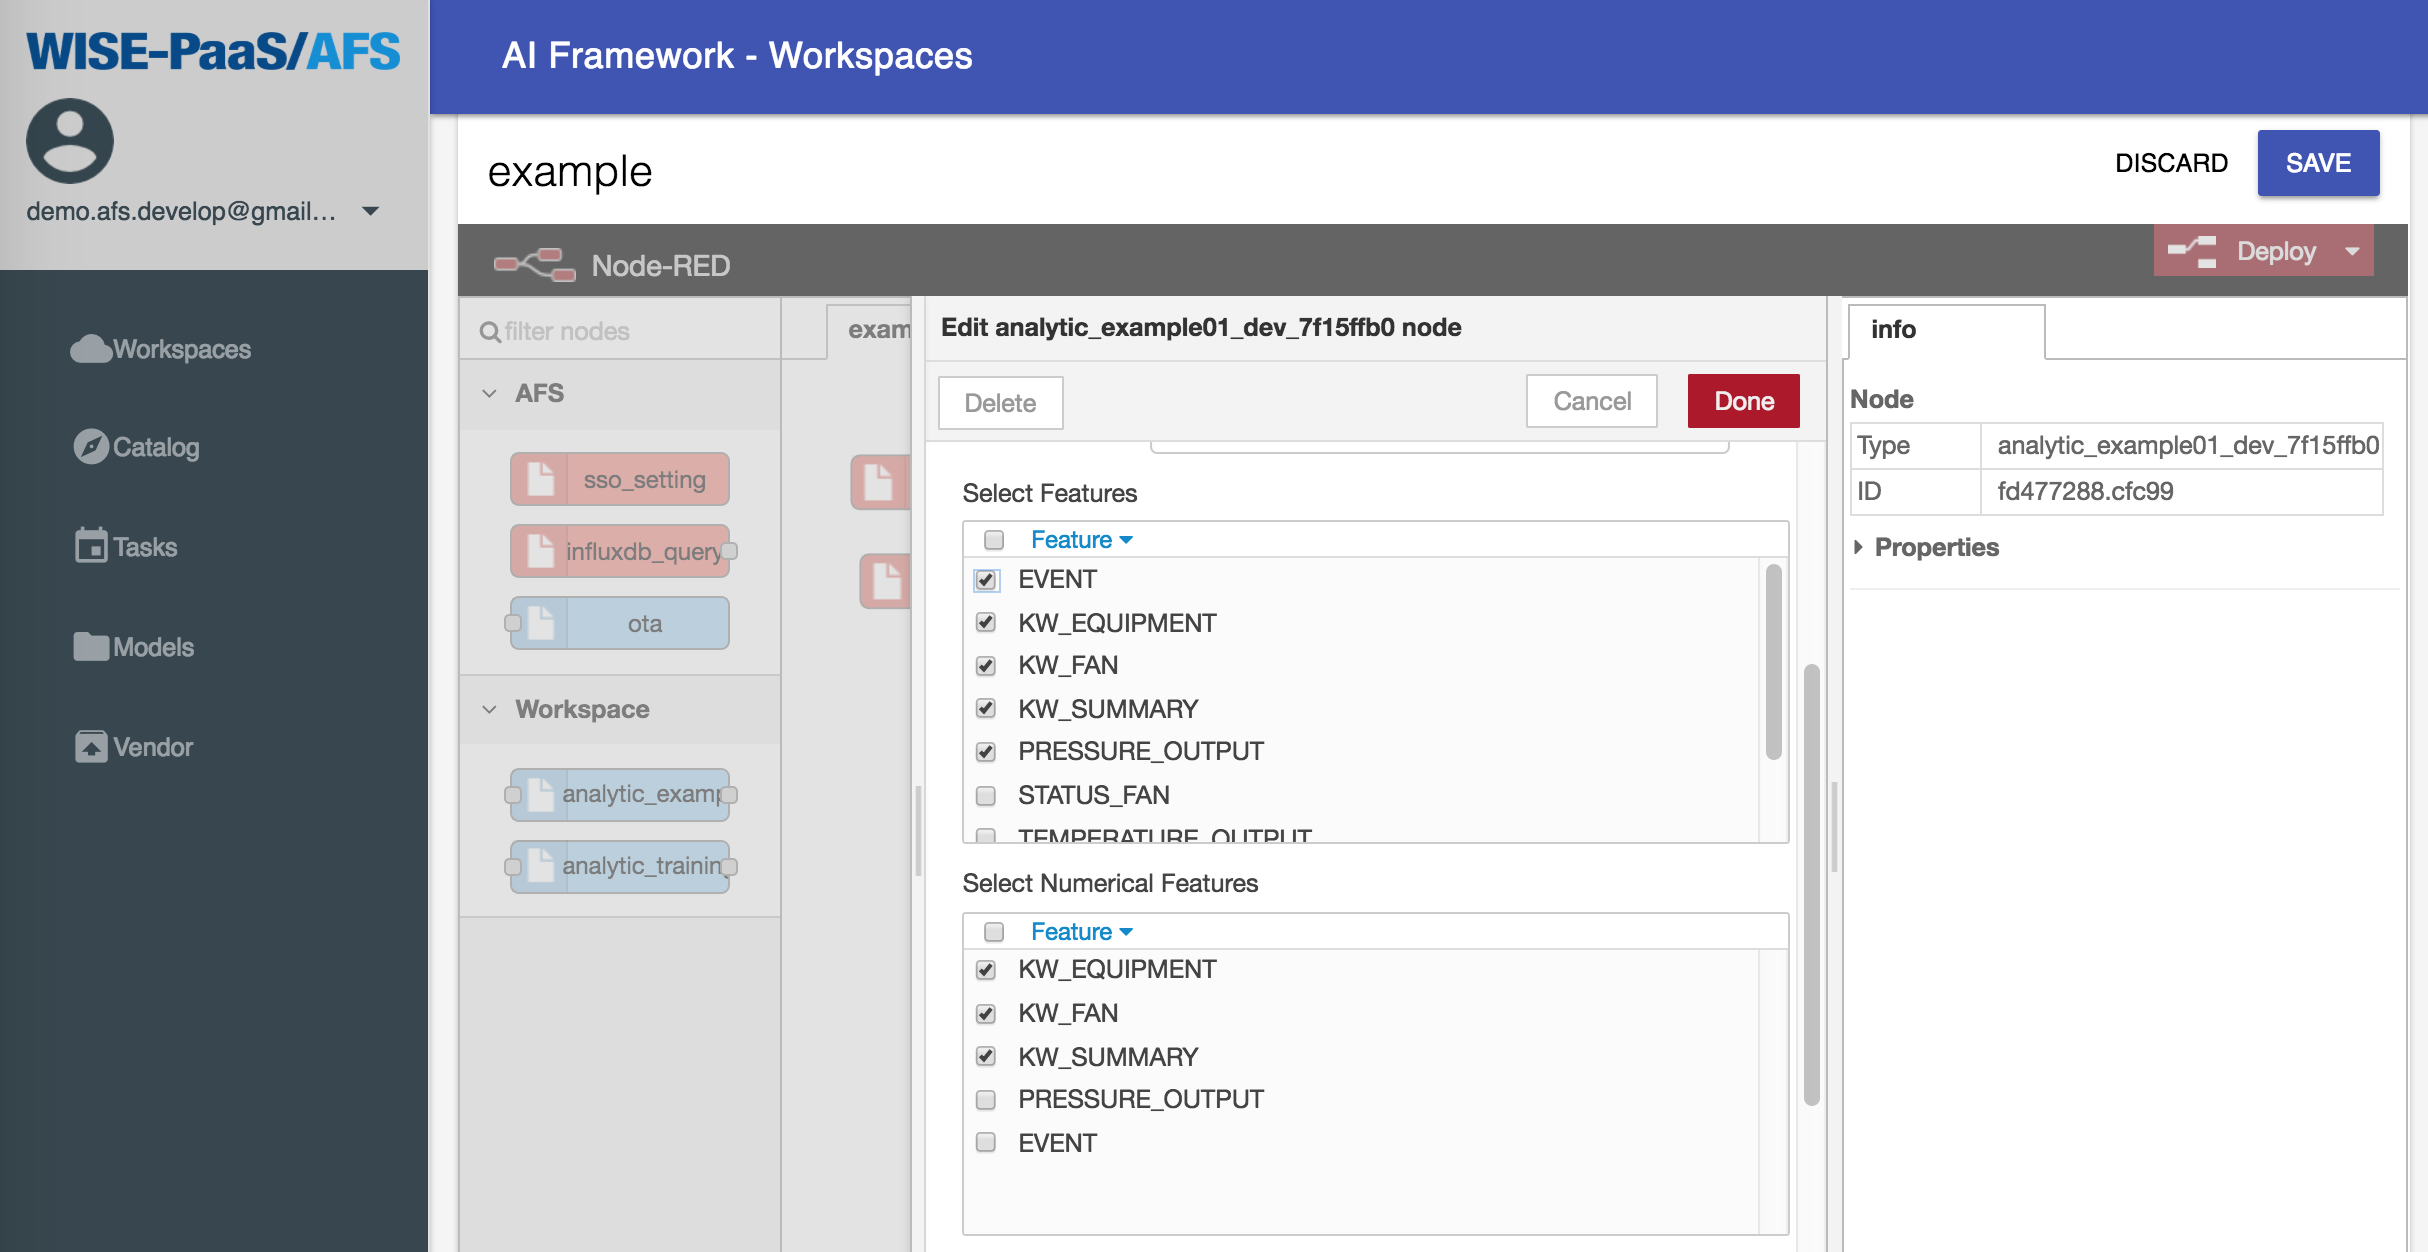 WISE-PaaS/AFS
demo.afs.develop@gmail...
Workspaces
Catalog
Tasks
Models
Vendor
AI Framework - Workspaces
example
DISCARD
SAVE
Node-RED
Deploy
filter nodes
AFS
sso_setting
influxdb_query
ota
Workspace
analytic_examp
analytic_trainin
exam
Edit analytic_example01_dev_7f15ffb0 node
Delete
Cancel
Done
Select Features
Feature
EVENT
KW_EQUIPMENT
KW_FAN
KW_SUMMARY
PRESSURE_OUTPUT
STATUS_FAN
TEMPERATURE_OUTPUT
Select Numerical Features
Feature
KW_EQUIPMENT
KW_FAN
KW_SUMMARY
PRESSURE_OUTPUT
EVENT
info
Node
Type analytic_example01_dev_7f15ffb0
ID fd477288.cfc99
Properties